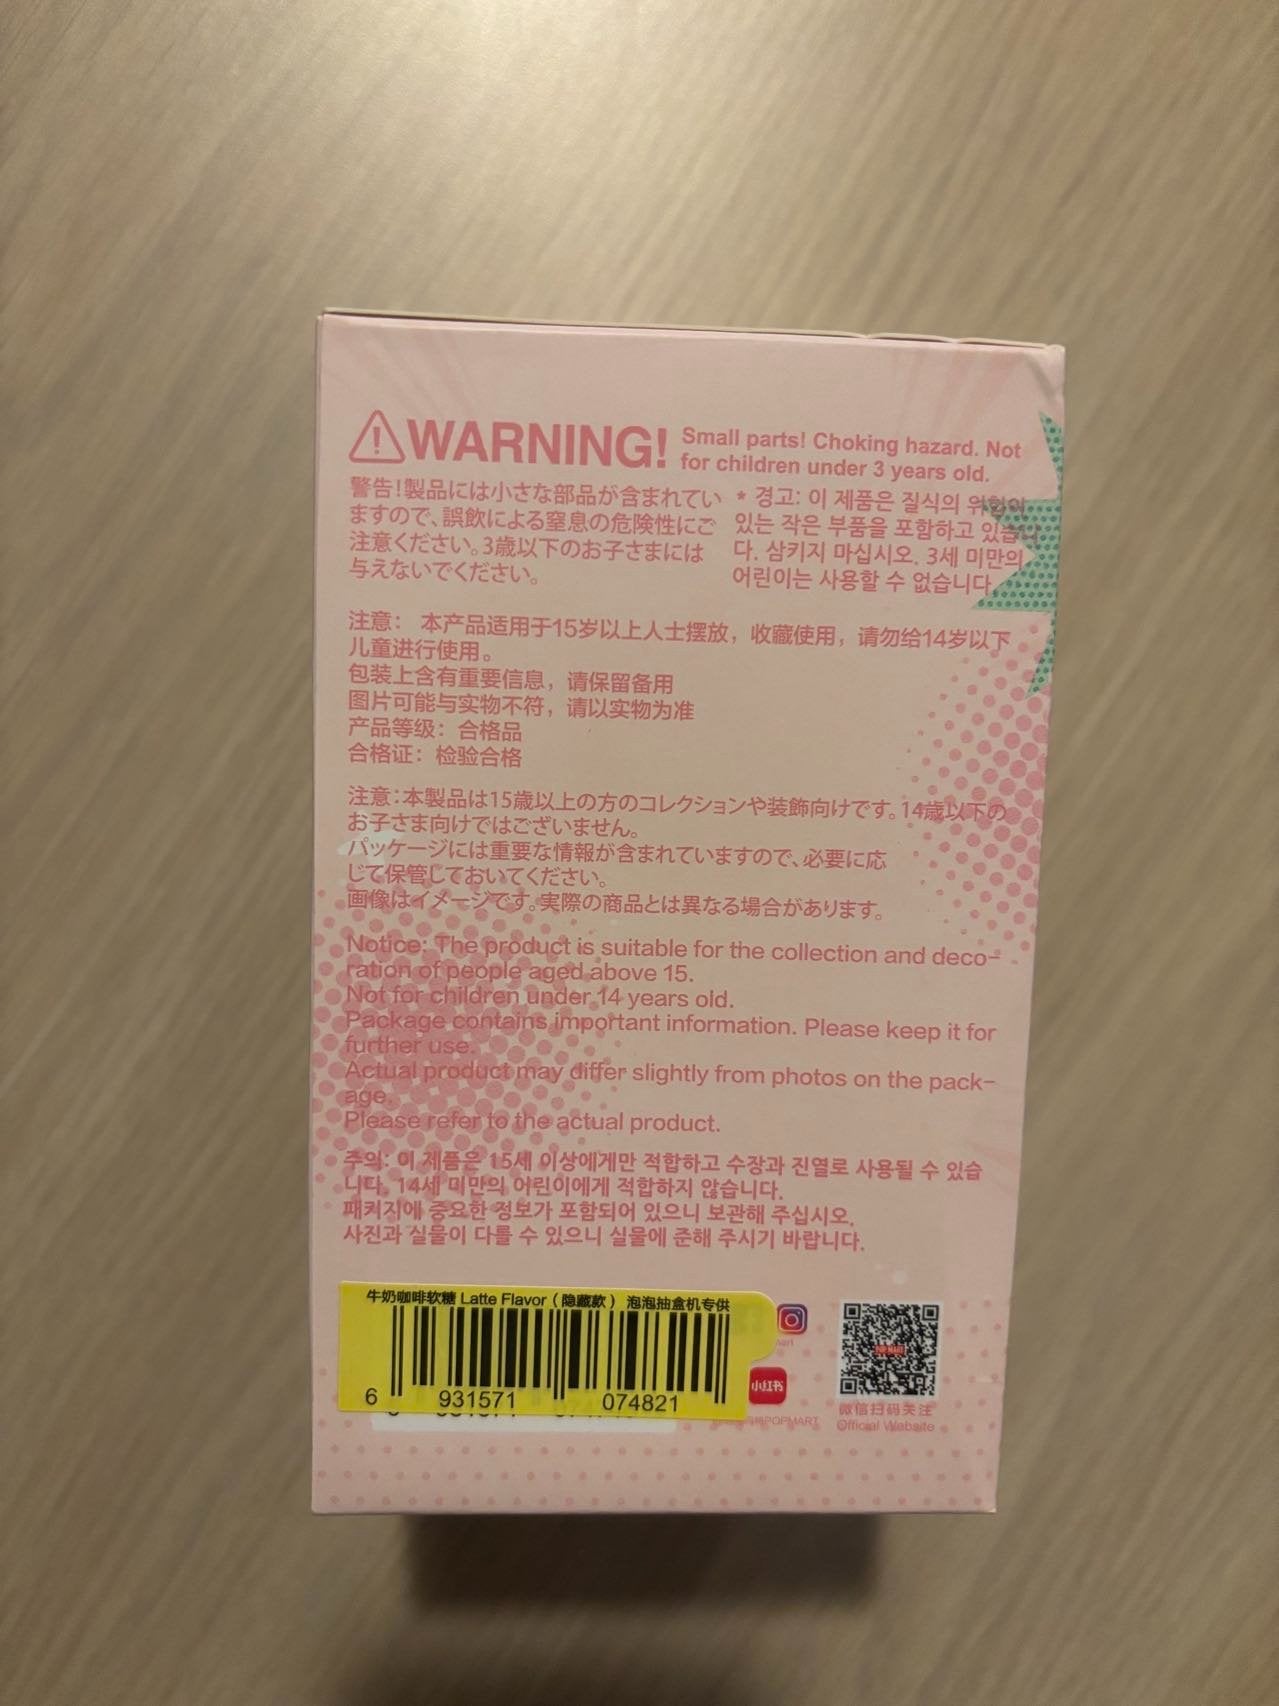 WARNING! Small parts! Choking hazard. Not
for children under 3 years old.
警告!製品には小さな部品が含まれてい
ますので、誤飲による窒息の危険性にご
注意ください。3歳以下のお子さまには
与えないでください。
* 경고: 이 제품은 질식의 위험이
있는 작은 부품을 포함하고 있습니
다. 삼키지 마십시오. 3세 미만의
어린이는 사용할 수 없습니다.
注意: 本产品适用于15岁以上人士摆放，收藏使用，请勿给14岁以下
儿童进行使用。
包装上含有重要信息，请保留备用
图片可能与实物不符，请以实物为准
产品等级：合格品
合格证：检验合格
注意:本製品は15歳以上の方のコレクションや装飾向けです。14歳以下の
お子さま向けではございません。
パッケージには重要な情報が含まれていますので、必要に応
じて保管しておいてください。
画像はイメージです。実際の商品とは異なる場合があります。
Notice: The product is suitable for the collection and deco-
ration of people aged above 15.
Not for children under 14 years old.
Package contains important information. Please keep it for
further use.
Actual product may differ slightly from photos on the pack-
age.
Please refer to the actual product.
주의: 이 제품은 15세 이상에게만 적합하고 수장과 진열로 사용될 수 있습
니다. 14세 미만의 어린이에게 적합하지 않습니다.
패키지에 중요한 정보가 포함되어 있으니 보관해 주십시오.
사진과 실물이 다를 수 있으니 실물에 준해 주시기 바랍니다.
牛奶咖啡软糖 Latte Flavor（隐藏款） 泡泡抽盒机专供
6 931571 074821
小红书
POPMART
POP MART
微信扫码关注
Official Website